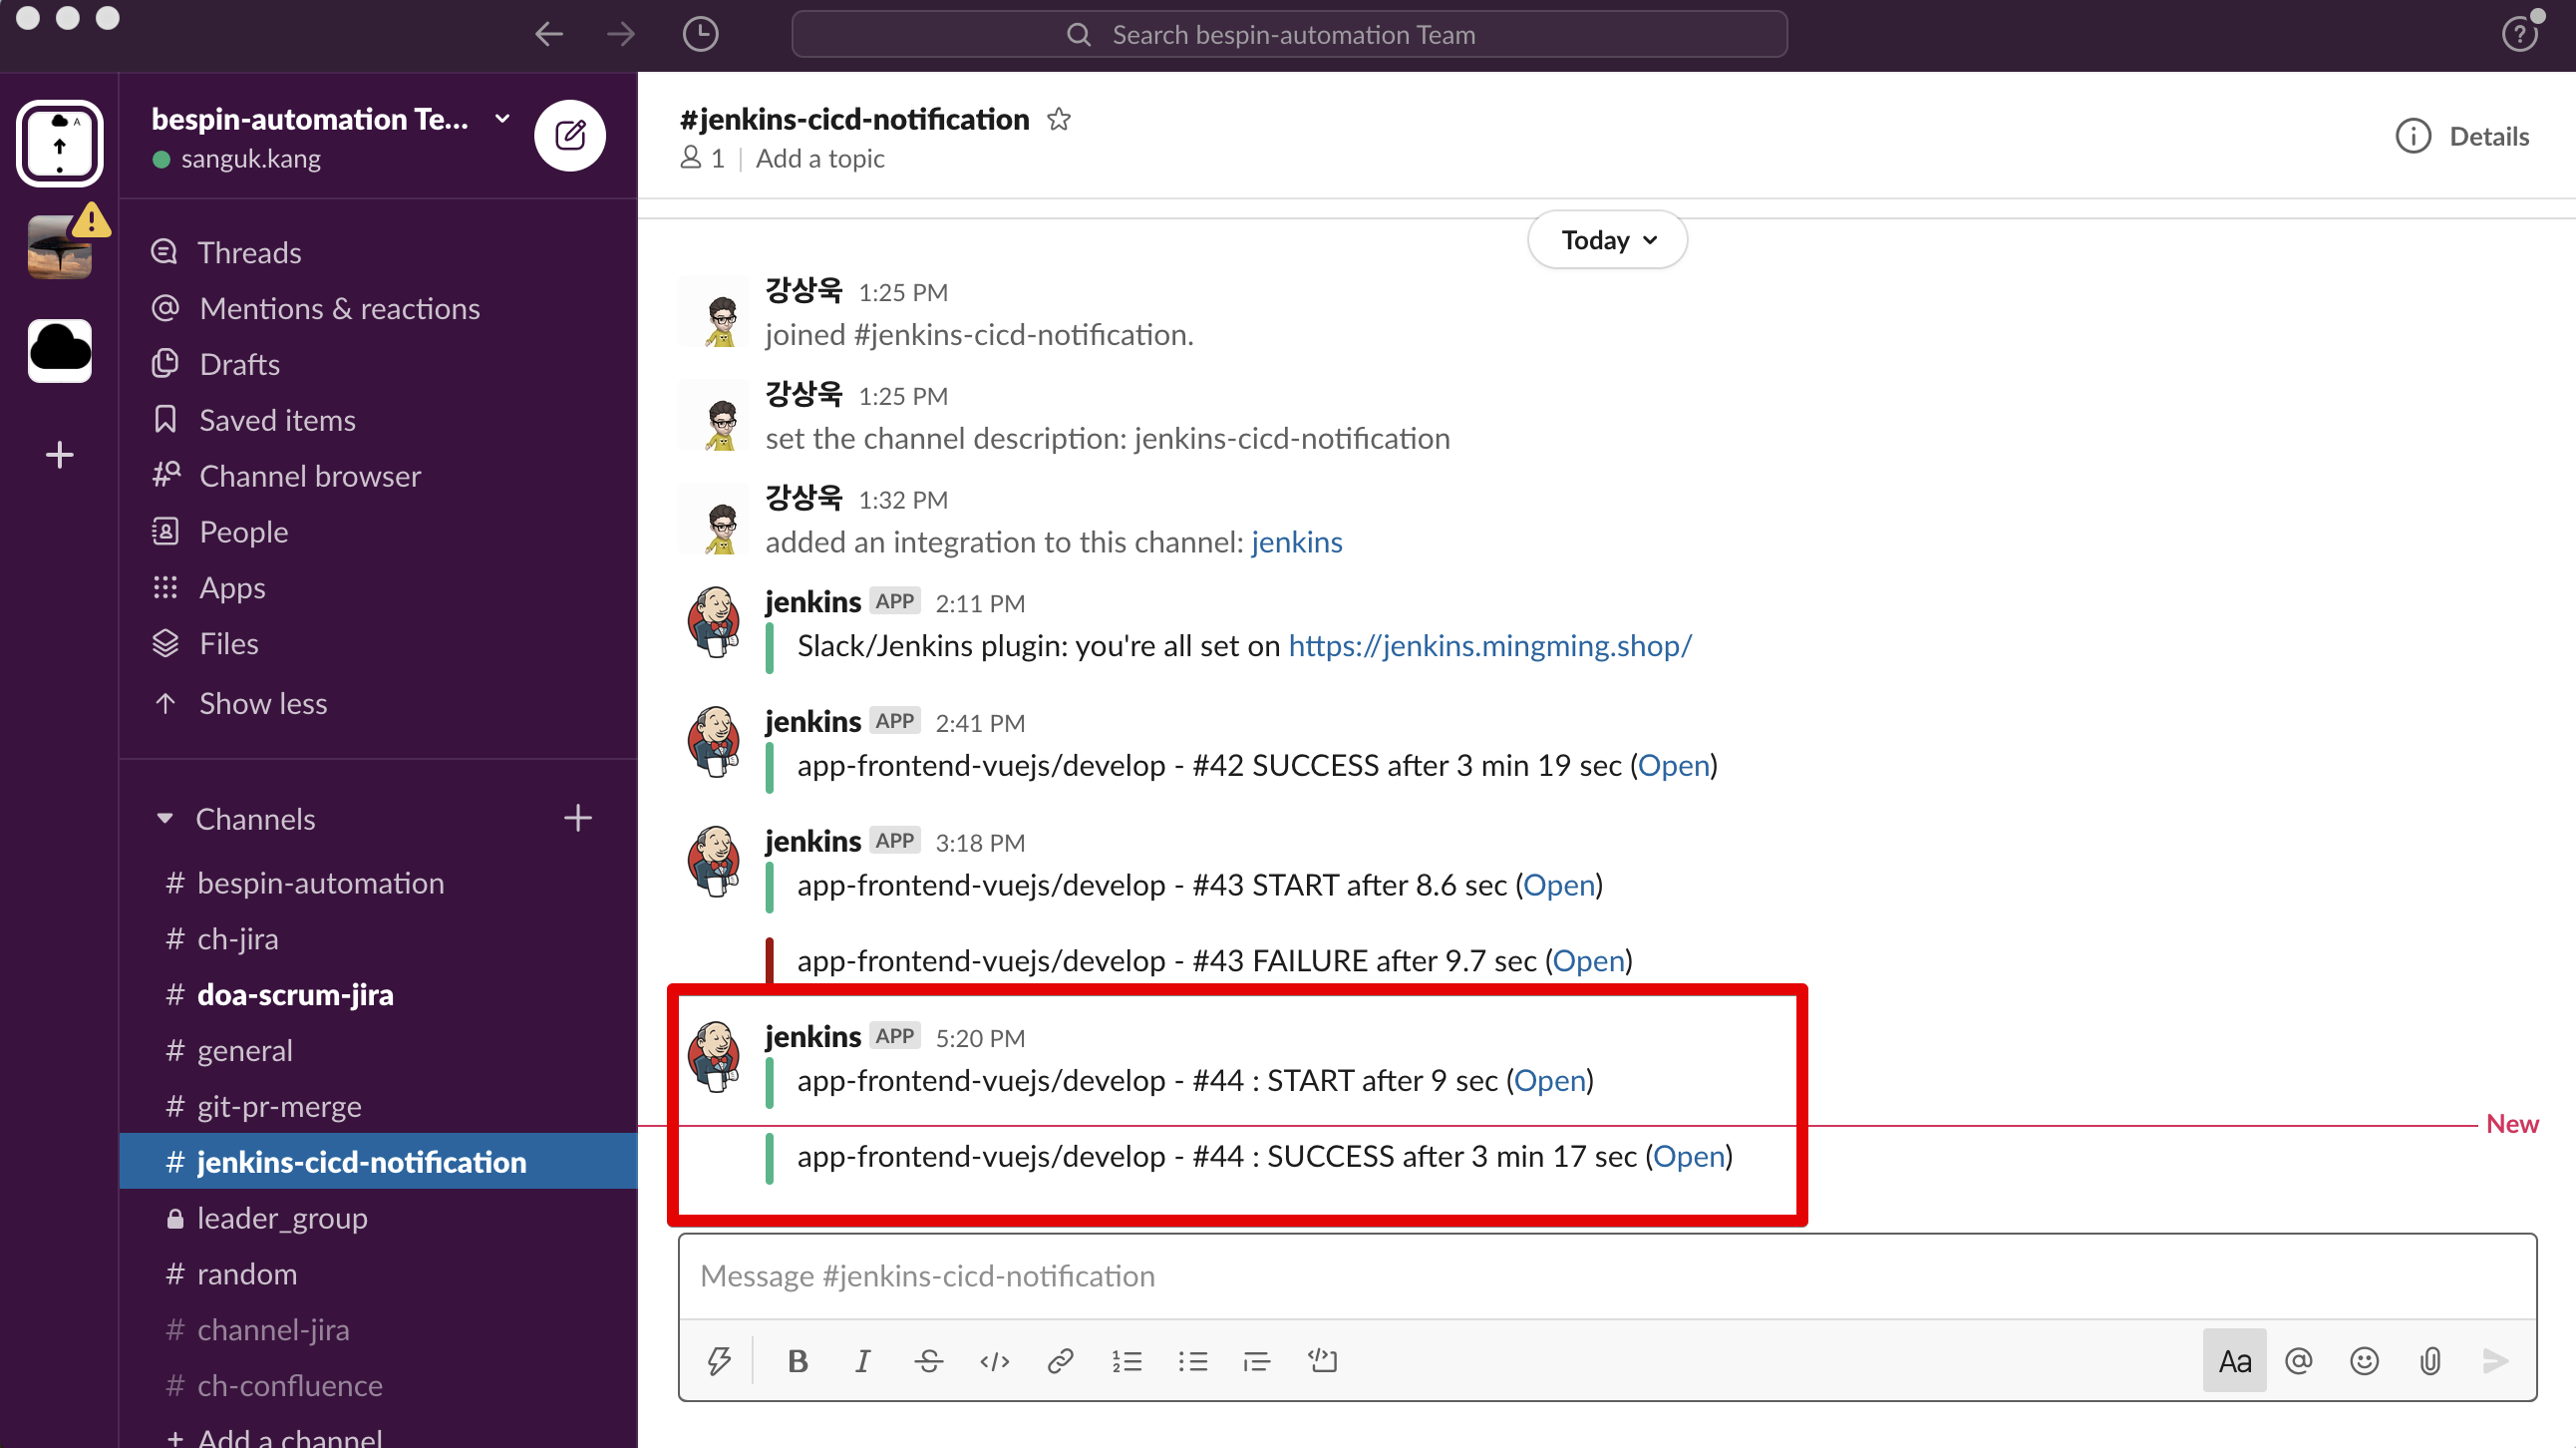 Search bespin-automation Team
A
bespin-automation Te...
sanguk.kang
Threads
Mentions & reactions
Drafts
Saved items
Channel browser
People
Apps
Files
Show less
Channels
# bespin-automation
# ch-jira
# doa-scrum-jira
# general
# git-pr-merge
# jenkins-cicd-notification
leader_group
# random
# channel-jira
# ch-confluence
+ Add a channel
#jenkins-cicd-notification
1 | Add a topic
Details
Today
강상욱 1:25 PM
joined #jenkins-cicd-notification.
강상욱 1:25 PM
set the channel description: jenkins-cicd-notification
강상욱 1:32 PM
added an integration to this channel: jenkins
jenkins APP 2:11 PM
Slack/Jenkins plugin: you're all set on https://jenkins.mingming.shop/
jenkins APP 2:41 PM
app-frontend-vuejs/develop - #42 SUCCESS after 3 min 19 sec (Open)
jenkins APP 3:18 PM
app-frontend-vuejs/develop - #43 START after 8.6 sec (Open)
app-frontend-vuejs/develop - #43 FAILURE after 9.7 sec (Open)
jenkins APP 5:20 PM
app-frontend-vuejs/develop - #44 : START after 9 sec (Open)
New
app-frontend-vuejs/develop - #44 : SUCCESS after 3 min 17 sec (Open)
Message #jenkins-cicd-notification
B I S </> Aa @